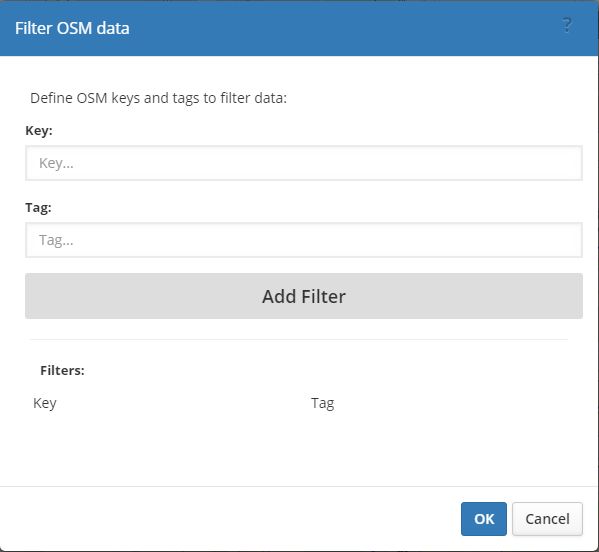 Filter OSM data ?
Define OSM keys and tags to filter data:
Key:
Key...
Tag:
Tag...
Add Filter
Filters:
Key Tag
OK Cancel